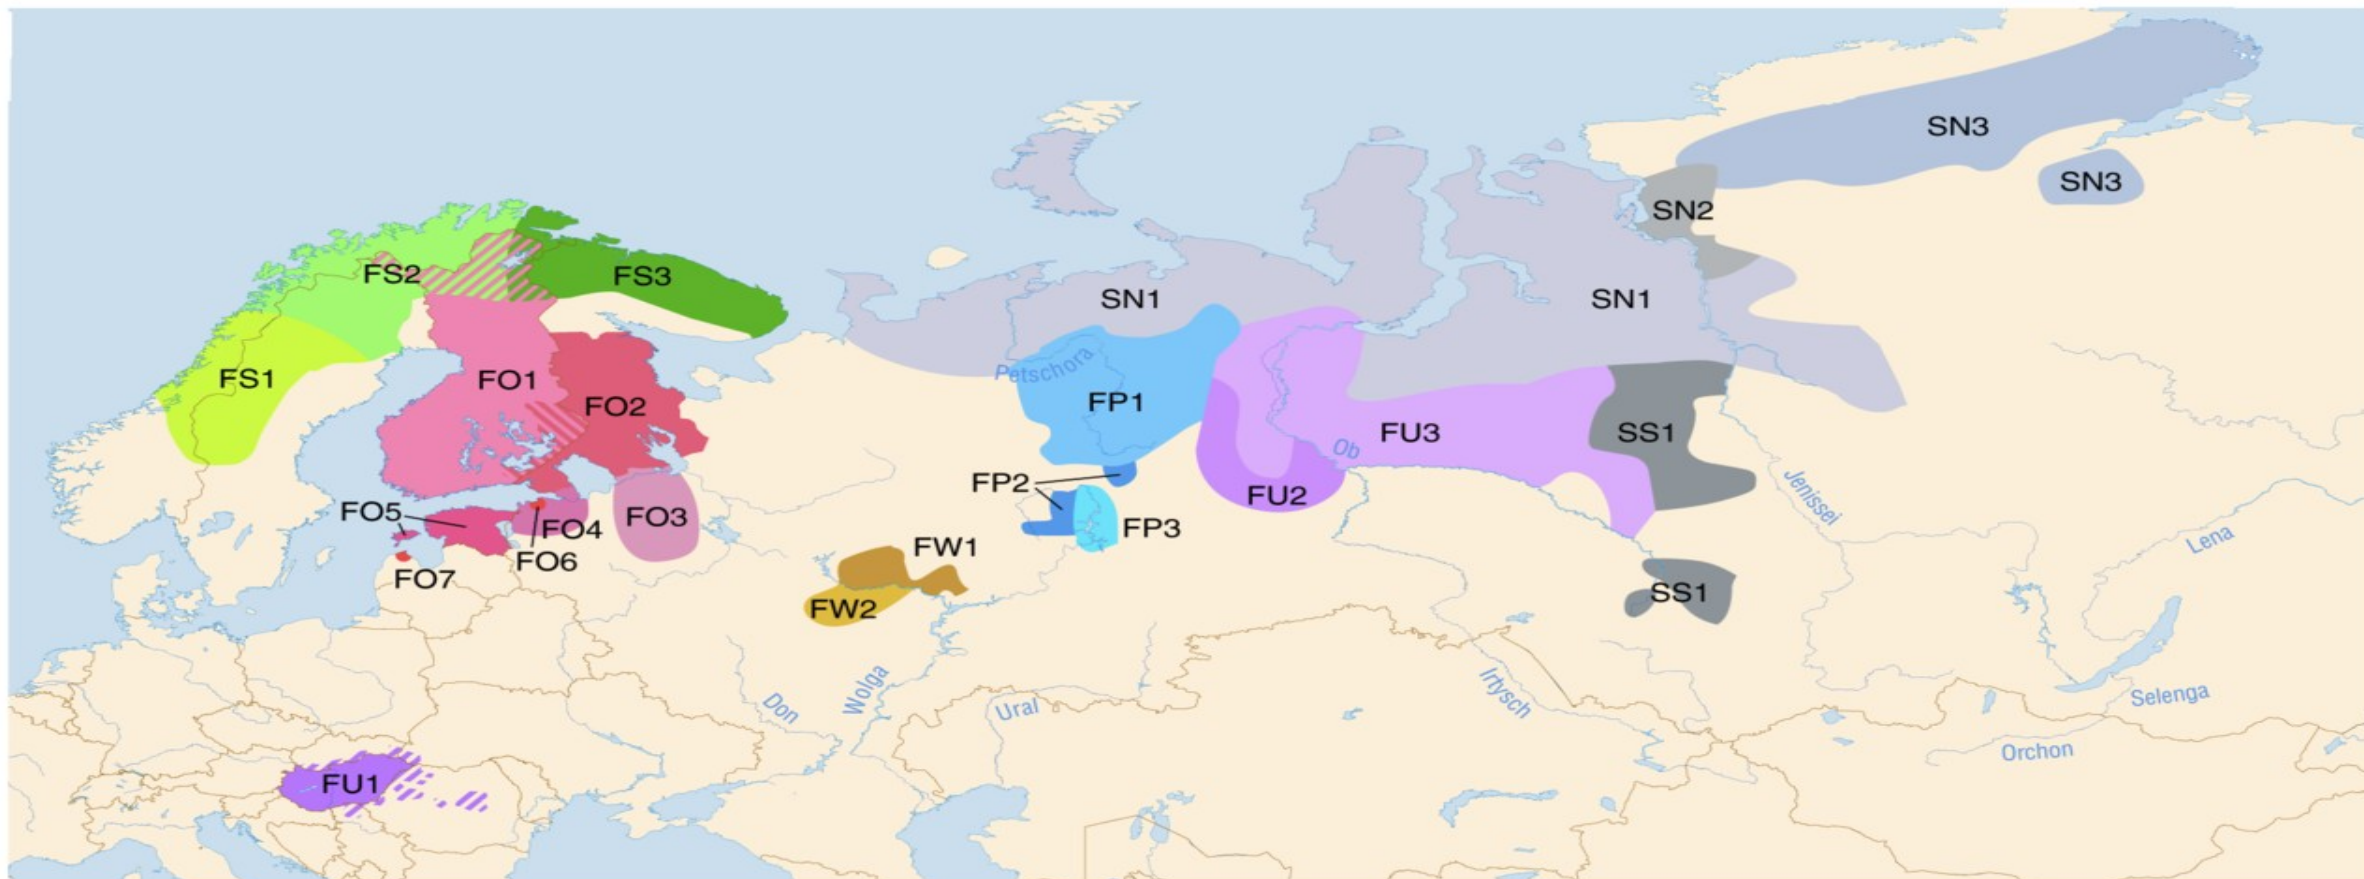 SN3
SN3
SN2
FS2
FS3
SN1
SN1
Petschora
FS1
FO1
FO2
FP1
FU3
SS1
Ob
FP2
FU2
Jenissei
FO5
FO4
FO3
FP3
Lena
FO6
FW1
FO7
FW2
SS1
Don
Wolga
Ural
Irtysch
Selenga
Orchon
FU1